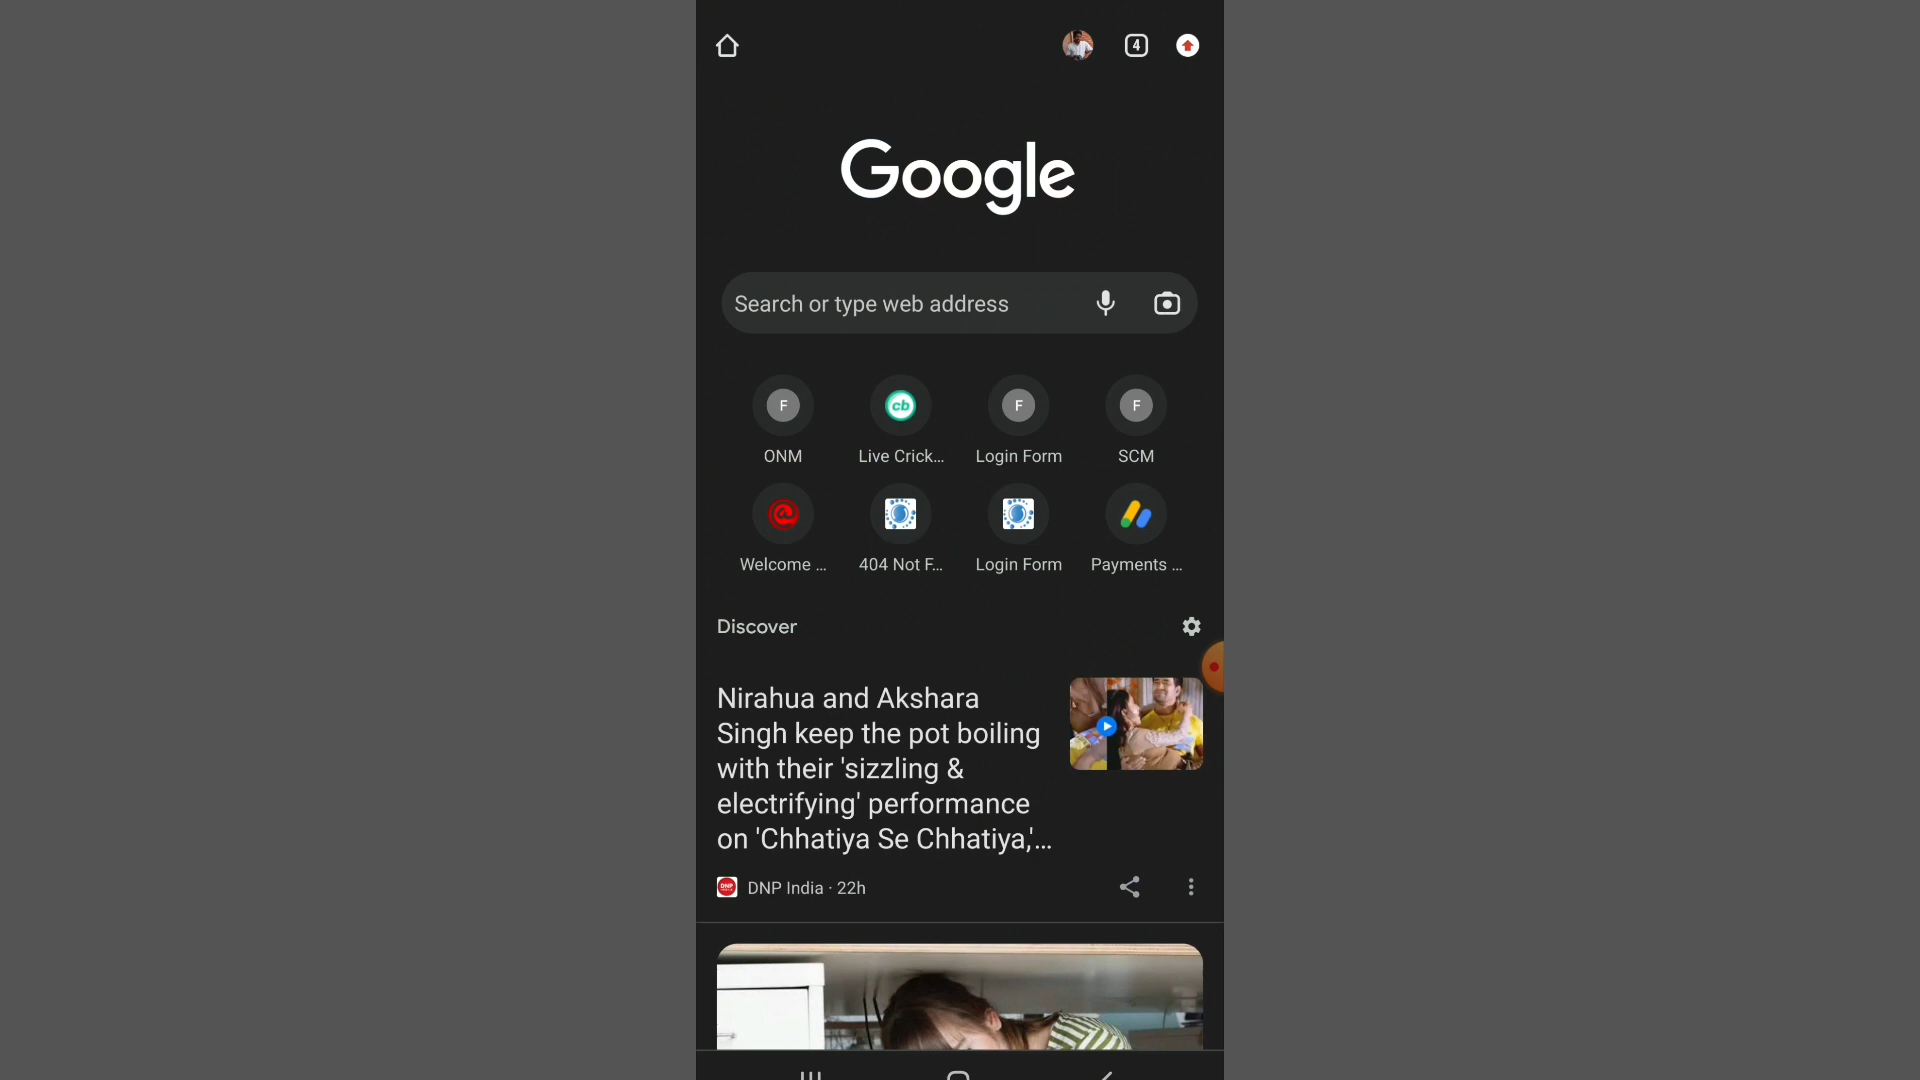 4
Google
Search or type web address
F
cb
F
F
ONM
Live Crick...
Login Form
SCM
Welcome ...
404 Not F...
Login Form
Payments ...
Discover
Nirahua and Akshara
Singh keep the pot boiling
with their 'sizzling &
electrifying' performance
on 'Chhatiya Se Chhatiya,'...
DNP
DNP India · 22h